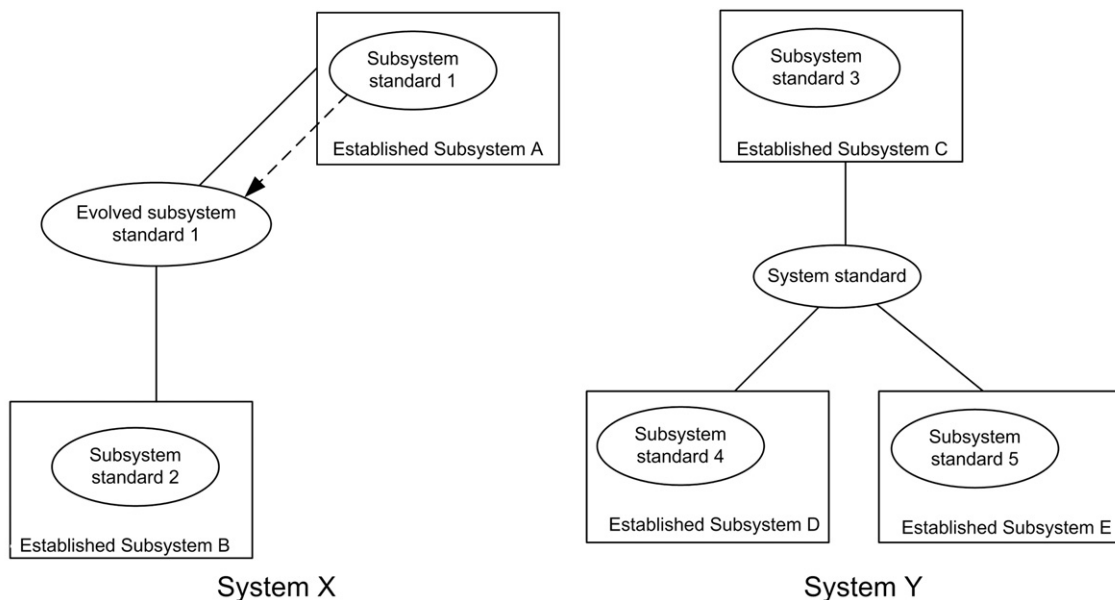 Subsystem
standard 1
Established Subsystem A
Evolved subsystem
standard 1
Subsystem
standard 2
Established Subsystem B
System X
Subsystem
standard 3
Established Subsystem C
System standard
Subsystem
standard 4
Established Subsystem D
Subsystem
standard 5
Established Subsystem E
System Y